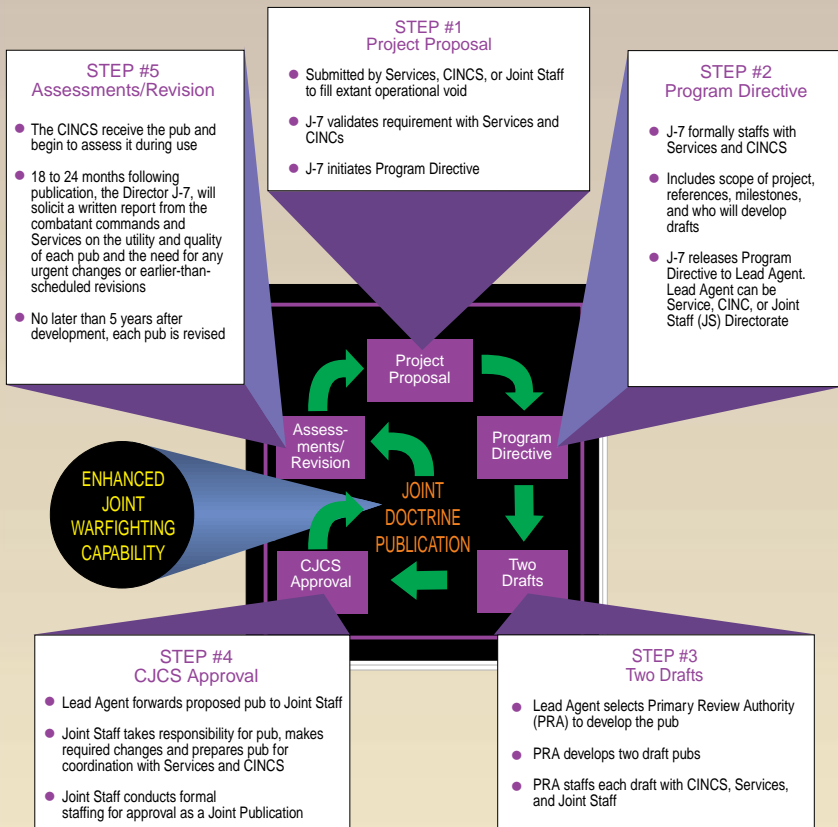 STEP #1
Project Proposal
Submitted by Services, CINCS, or Joint Staff
to fill extant operational void
J-7 validates requirement with Services and
CINCs
J-7 initiates Program Directive
STEP #2
Program Directive
J-7 formally staffs with
Services and CINCS
Includes scope of project,
references, milestones,
and who will develop
drafts
J-7 releases Program
Directive to Lead Agent.
Lead Agent can be
Service, CINC, or Joint
Staff (JS) Directorate
STEP #3
Two Drafts
Lead Agent selects Primary Review Authority
(PRA) to develop the pub
PRA develops two draft pubs
PRA staffs each draft with CINCS, Services,
and Joint Staff
STEP #4
CJCS Approval
Lead Agent forwards proposed pub to Joint Staff
Joint Staff takes responsibility for pub, makes
required changes and prepares pub for
coordination with Services and CINCS
Joint Staff conducts formal
staffing for approval as a Joint Publication
STEP #5
Assessments/Revision
The CINCS receive the pub and
begin to assess it during use
18 to 24 months following
publication, the Director J-7, will
solicit a written report from the
combatant commands and
Services on the utility and quality
of each pub and the need for any
urgent changes or earlier-than-
scheduled revisions
No later than 5 years after
development, each pub is revised
Project
Proposal
Program
Directive
Two
Drafts
CJCS
Approval
Assess-
ments/
Revision
JOINT
DOCTRINE
PUBLICATION
ENHANCED
JOINT
WARFIGHTING
CAPABILITY